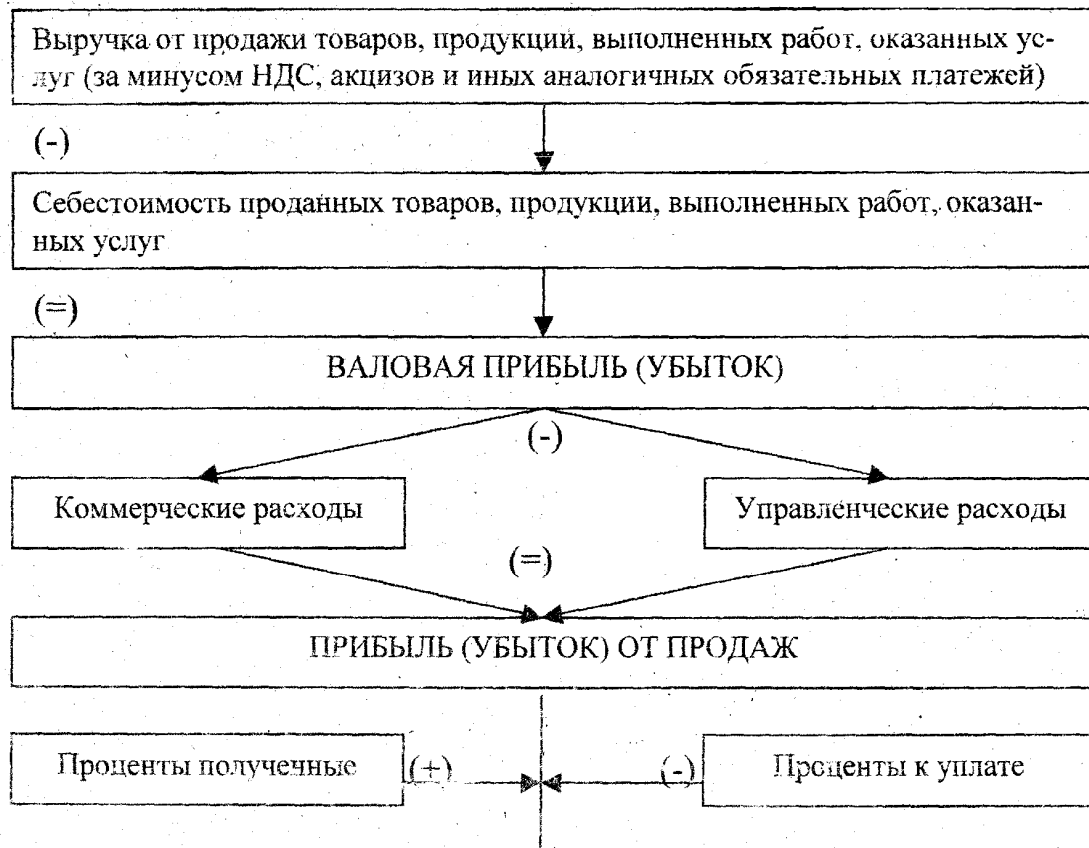 Выручка от продажи товаров, продукции, выполненных работ, оказанных ус-
луг (за минусом НДС, акцизов и иных аналогичных обязательных платежей)
(-)
Себестоимость проданных товаров, продукции, выполненных работ, оказан-
ных услуг
(=)
ВАЛОВАЯ ПРИБЫЛЬ (УБЫТОК)
(-)
Коммерческие расходы
Управленческие расходы
(=)
ПРИБЫЛЬ (УБЫТОК) ОТ ПРОДАЖ
Проценты полученные
(+)
(-)
Проценты к уплате